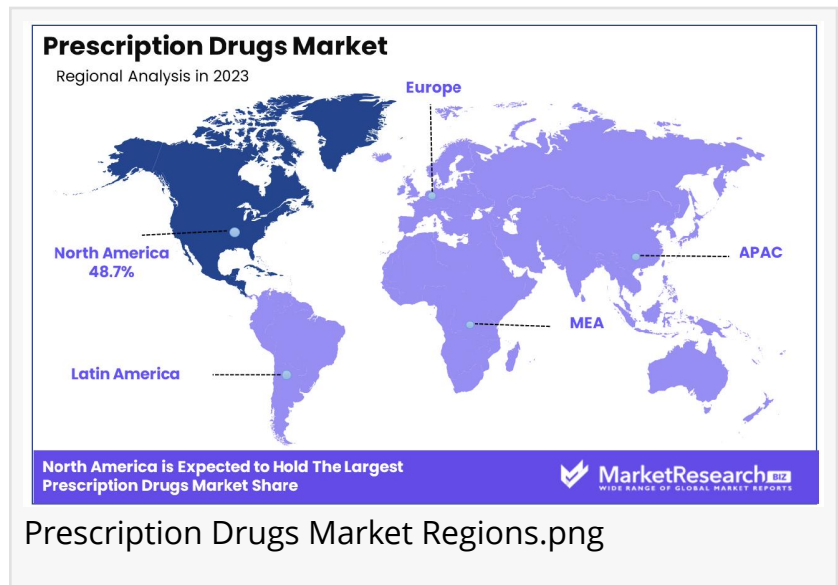 Prescription Drugs Market
Regional Analysis in 2023
Europe
North America
48.7%
APAC
MEA
Latin America
North America is Expected to Hold The Largest
Prescription Drugs Market Share
MarketResearch BIZ
WIDE RANGE OF GLOBAL MARKET REPORTS
Prescription Drugs Market Regions.png